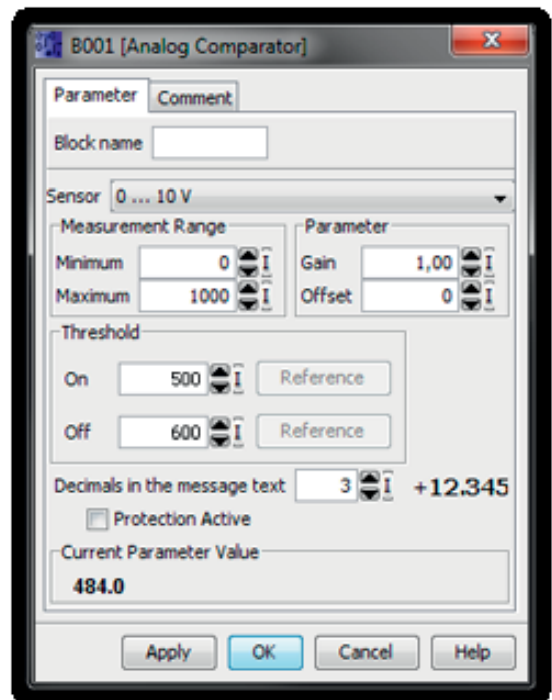 B001 [Analog Comparator]
Parameter Comment
Block name
Sensor 0 ... 10 V
Measurement Range Parameter
Minimum 0 Gain 1,00
Maximum 1000 Offset 0
Threshold
On 500 Reference
Off 600 Reference
Decimals in the message text 3 +12.345
Protection Active
Current Parameter Value
484.0
Apply OK Cancel Help